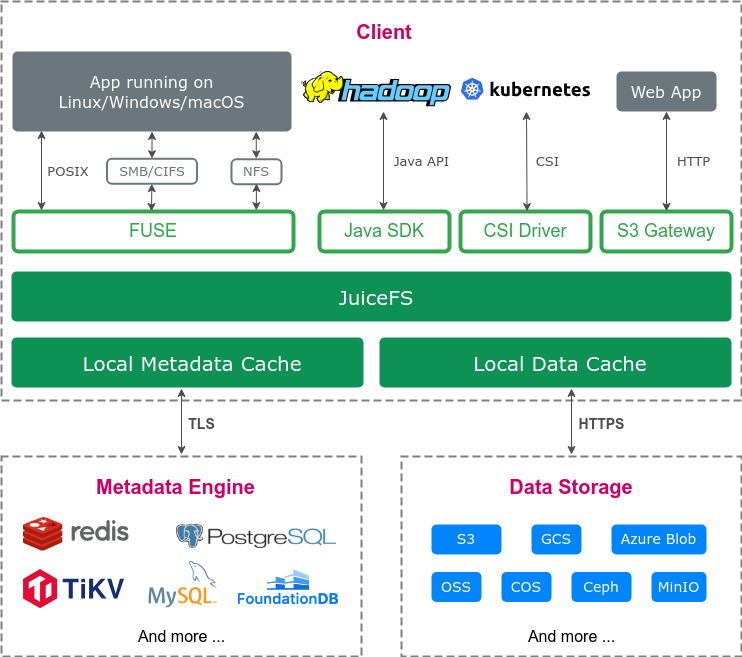 Client
App running on
Linux/Windows/macOS
hadoop
kubernetes
Web App
POSIX
SMB/CIFS
NFS
Java API
CSI
HTTP
FUSE
Java SDK
CSI Driver
S3 Gateway
JuiceFS
Local Metadata Cache
Local Data Cache
TLS
HTTPS
Metadata Engine
redis
PostgreSQL
TiKV
MySQL
FoundationDB
And more ...
Data Storage
S3
GCS
Azure Blob
OSS
COS
Ceph
MinIO
And more ...